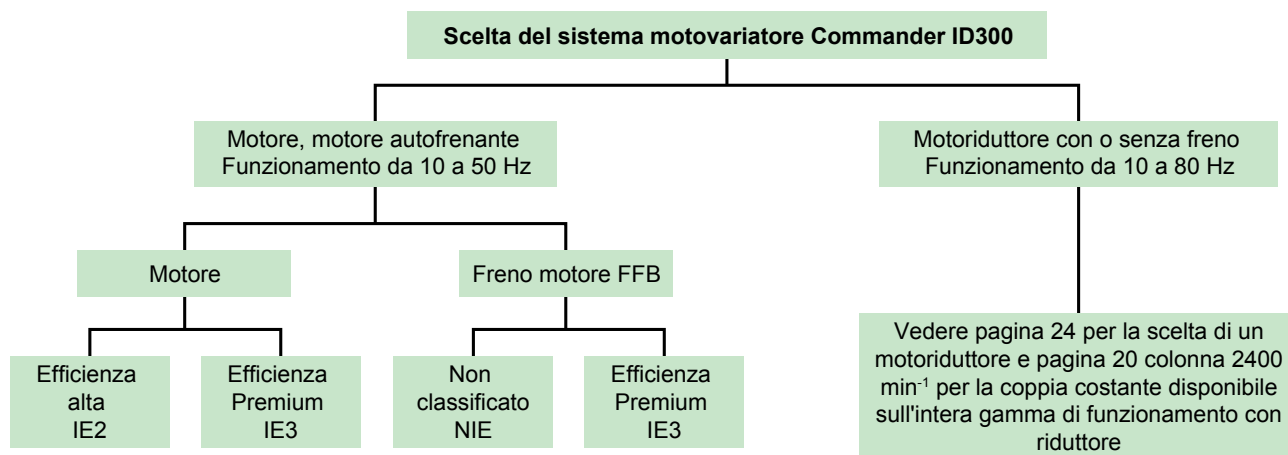 Scelta del sistema motovariatore Commander ID300
Motore, motore autofrenante
Funzionamento da 10 a 50 Hz
Motoriduttore con o senza freno
Funzionamento da 10 a 80 Hz
Motore
Freno motore FFB
Efficienza
alta
IE2
Efficienza
Premium
IE3
Non
classificato
NIE
Efficienza
Premium
IE3
Vedere pagina 24 per la scelta di un
motoriduttore e pagina 20 colonna 2400
min⁻¹ per la coppia costante disponibile
sull'intera gamma di funzionamento con
riduttore